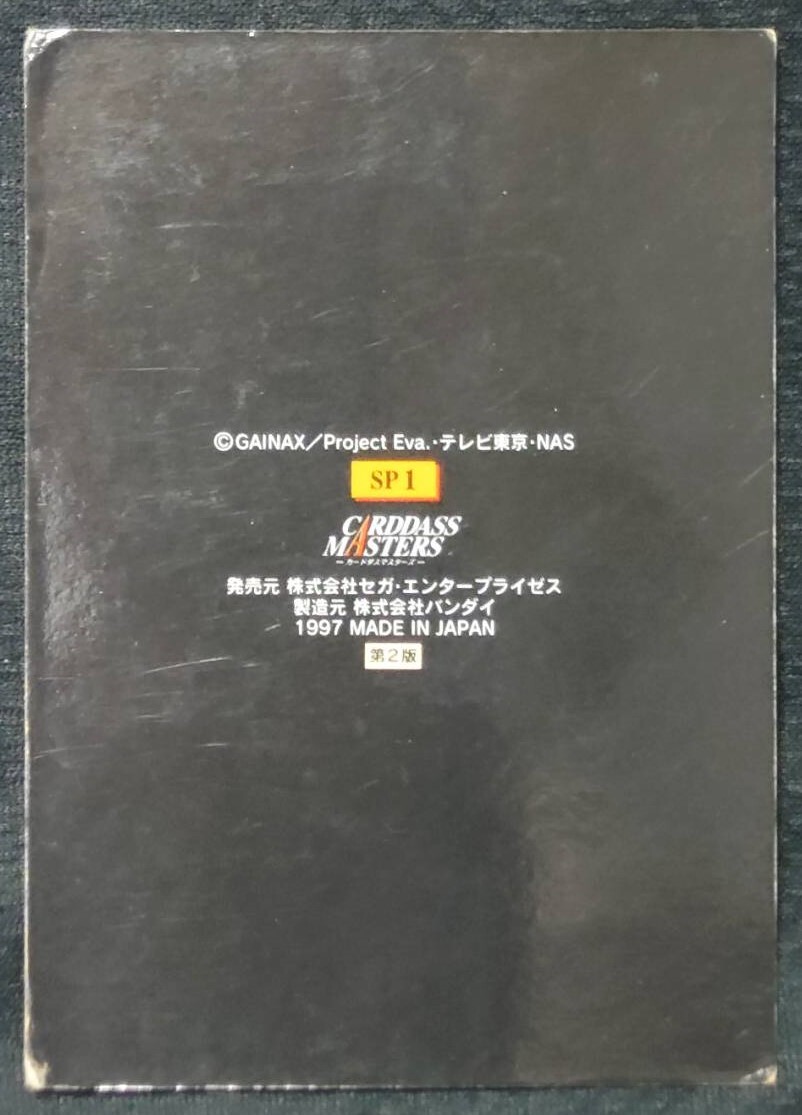 ©GAINAX／Project Eva.・テレビ東京・NAS
SP 1
CARDDASS
MASTERS
－カードダスマスターズ－
発売元 株式会社セガ・エンタープライゼス
製造元 株式会社バンダイ
1997 MADE IN JAPAN
第2版